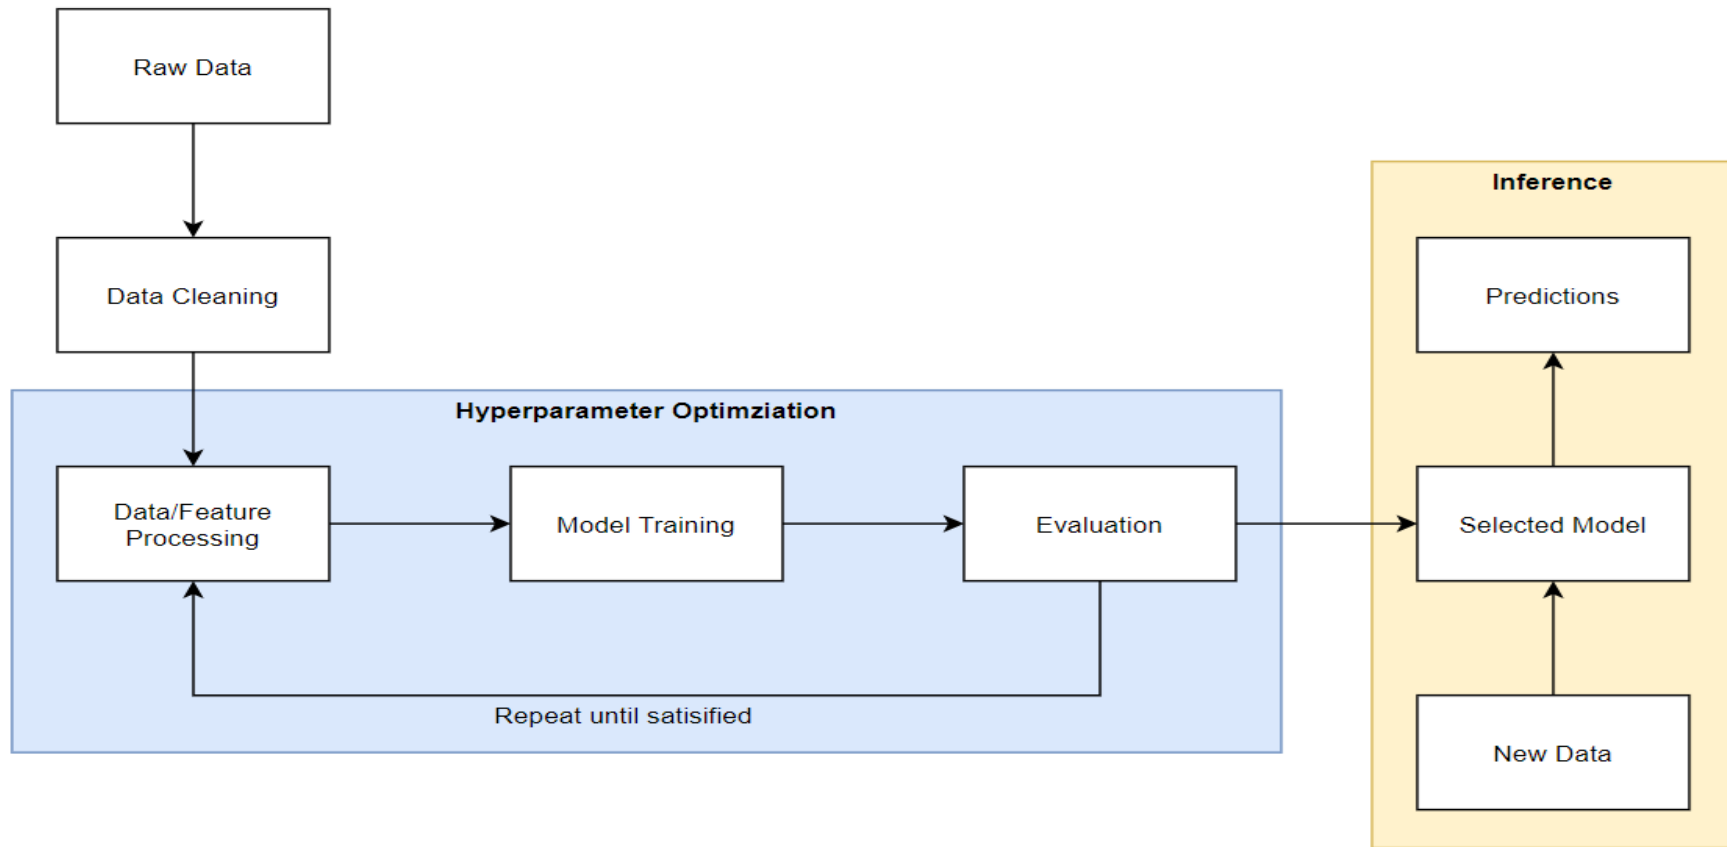 Raw Data
Data Cleaning
Hyperparameter Optimziation
Data/Feature
Processing
Model Training
Evaluation
Repeat until satisified
Inference
Predictions
Selected Model
New Data